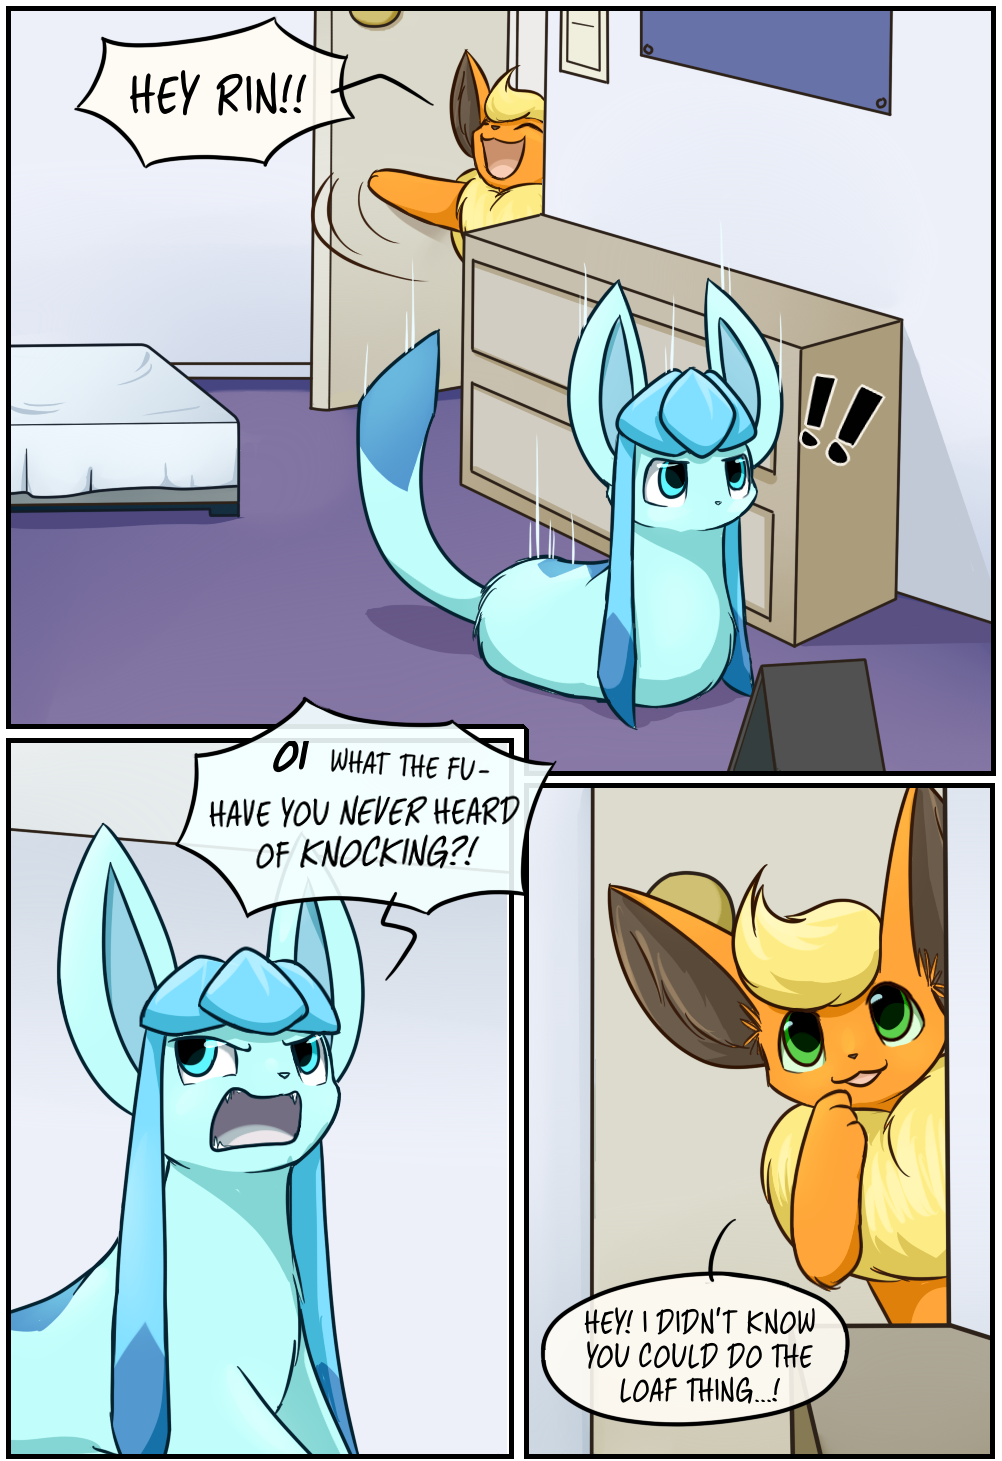 HEY RIN!!
!!
OI WHAT THE FU-
HAVE YOU NEVER HEARD
OF KNOCKING?!
HEY! I DIDN'T KNOW
YOU COULD DO THE
LOAF THING...!